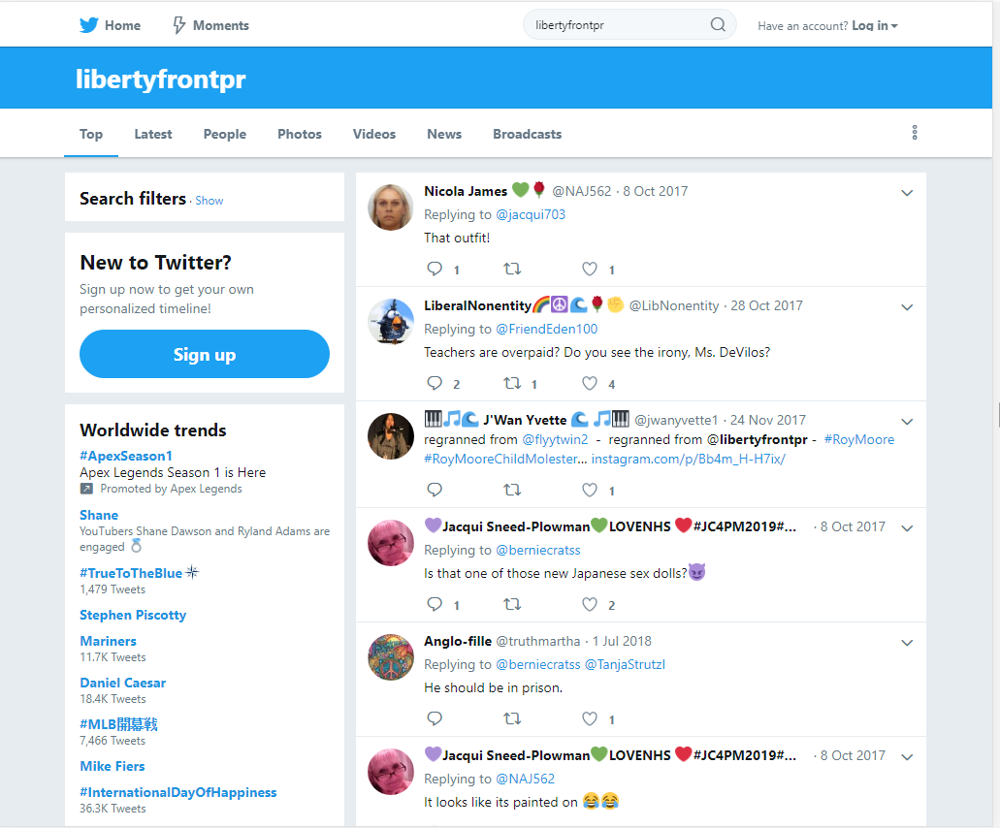 Home
Moments
libertyfrontpr
Have an account? Log in
libertyfrontpr
Top
Latest
People
Photos
Videos
News
Broadcasts
Search filters · Show
New to Twitter?
Sign up now to get your own
personalized timeline!
Sign up
Worldwide trends
#ApexSeason1
Apex Legends Season 1 is Here
Promoted by Apex Legends
Shane
YouTubers Shane Dawson and Ryland Adams are
engaged 💍
#TrueToTheBlue
1,479 Tweets
Stephen Piscotty
Mariners
11.7K Tweets
Daniel Caesar
18.4K Tweets
#MLB開幕戦
7,466 Tweets
Mike Fiers
#InternationalDayOfHappiness
36.3K Tweets
Nicola James 💚🌹 @NAJ562 · 8 Oct 2017
Replying to @jacqui703
That outfit!
1
1
LiberalNonentity🌈☮🌊🌹✊ @LibNonentity · 28 Oct 2017
Replying to @FriendEden100
Teachers are overpaid? Do you see the irony, Ms. DeVilos?
2
1
4
🎹🎵🌊 J'Wan Yvette 🌊 🎵🎹 @jwanyvette1 · 24 Nov 2017
regranned from @flyytwin2 - regranned from @libertyfrontpr - #RoyMoore
#RoyMooreChildMolester… instagram.com/p/Bb4m_H-H7ix/
1
💜Jacqui Sneed-Plowman💚LOVENHS ❤#JC4PM2019#... · 8 Oct 2017
Replying to @berniecratss
Is that one of those new Japanese sex dolls?😈
1
2
Anglo-fille @truthmartha · 1 Jul 2018
Replying to @berniecratss @TanjaStrutzl
He should be in prison.
1
💜Jacqui Sneed-Plowman💚LOVENHS ❤#JC4PM2019#... · 8 Oct 2017
Replying to @NAJ562
It looks like its painted on 😂😂